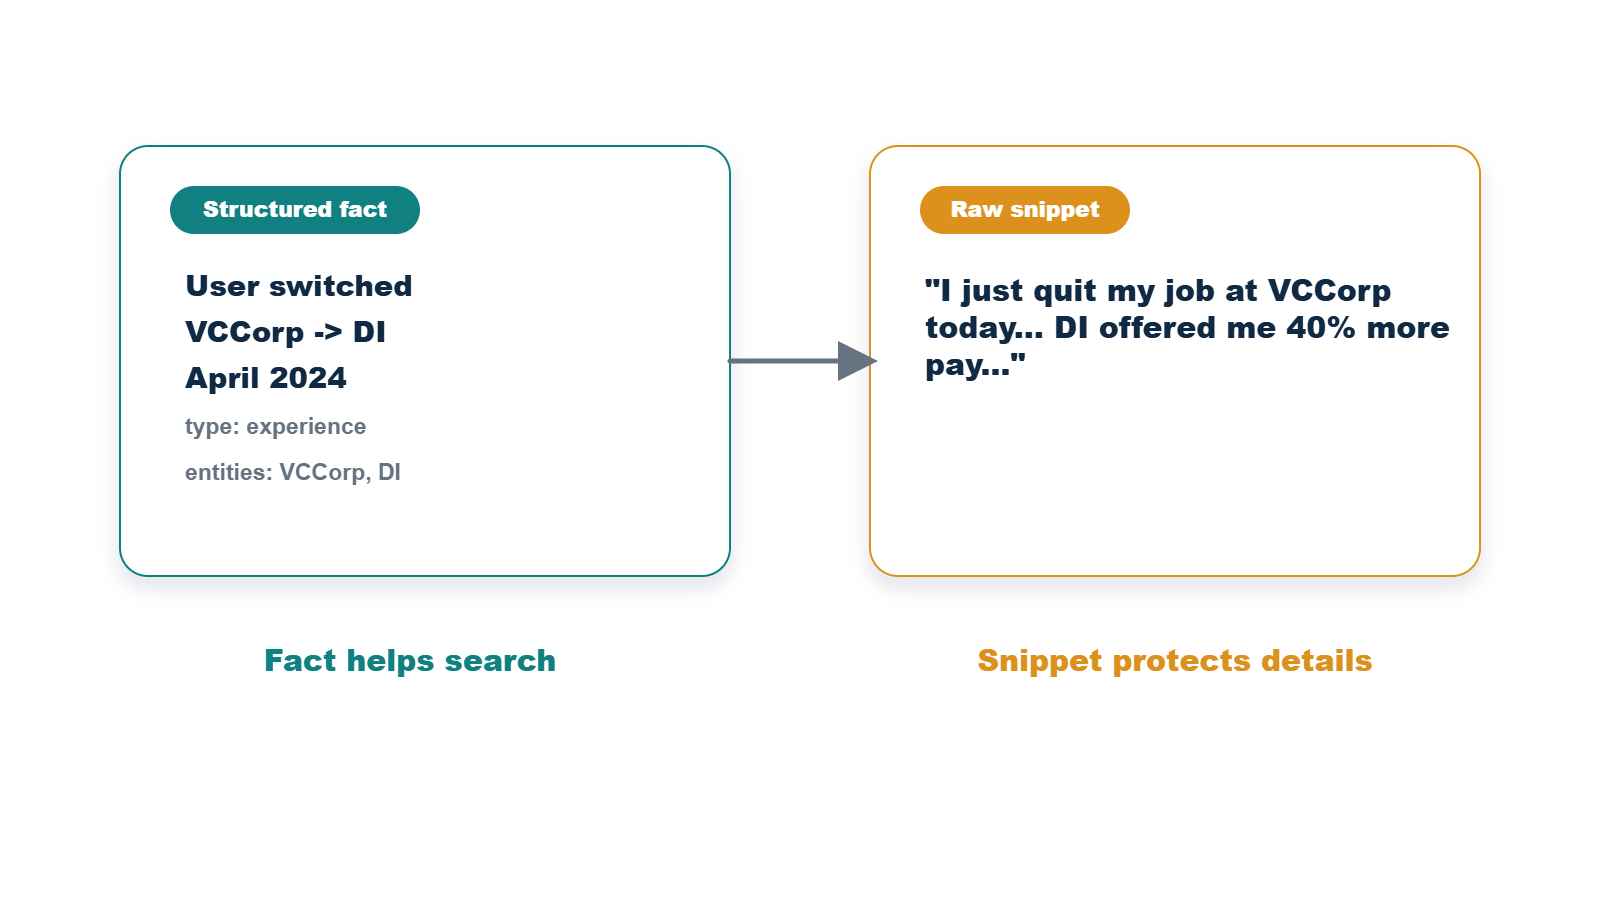 Structured fact
User switched
VCCorp -> DI
April 2024
type: experience
entities: VCCorp, DI
Fact helps search
Raw snippet
"I just quit my job at VCCorp
today... DI offered me 40% more
pay..."
Snippet protects details